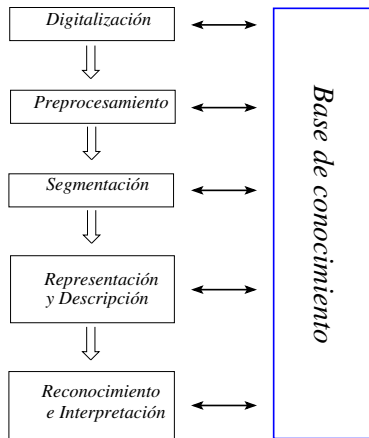 Digitalización
Preprocesamiento
Segmentación
Representación
y Descripción
Reconocimiento
e Interpretación
Base de conocimiento